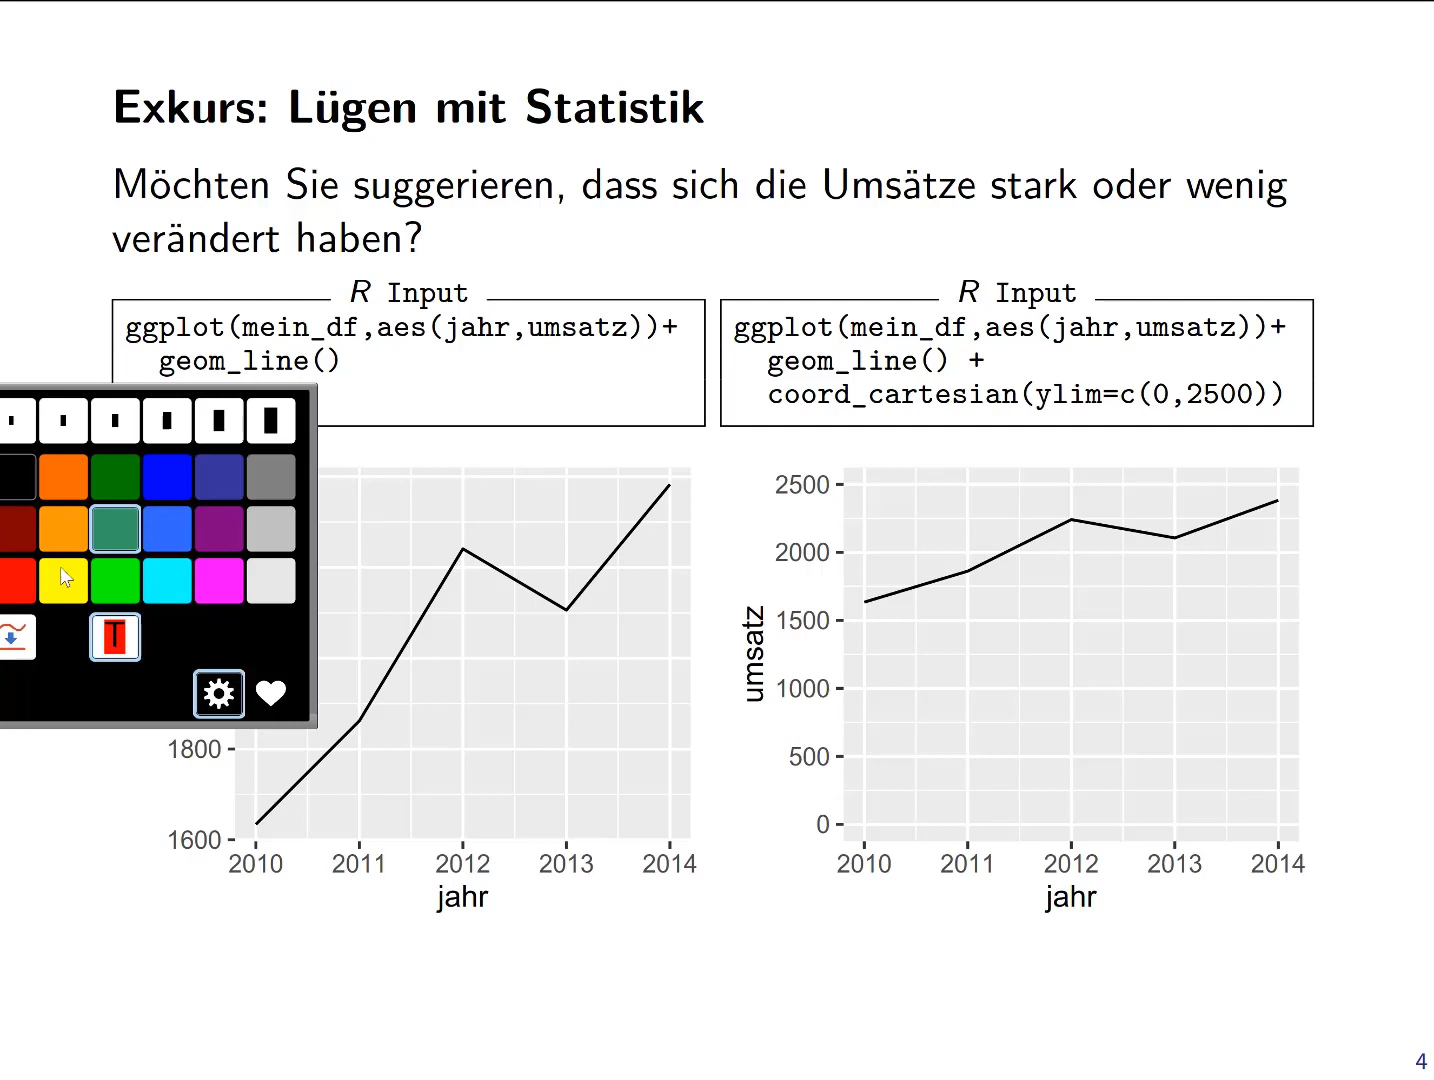 Exkurs: Lügen mit Statistik
Möchten Sie suggerieren, dass sich die Umsätze stark oder wenig
verändert haben?
R Input
ggplot(mein_df,aes(jahr,umsatz))+
geom_line()
R Input
ggplot(mein_df,aes(jahr,umsatz))+
geom_line() +
coord_cartesian(ylim=c(0,2500))
T
1800
1600
2010 2011 2012 2013 2014
jahr
umsatz
2500
2000
1500
1000
500
0
2010 2011 2012 2013 2014
jahr
4